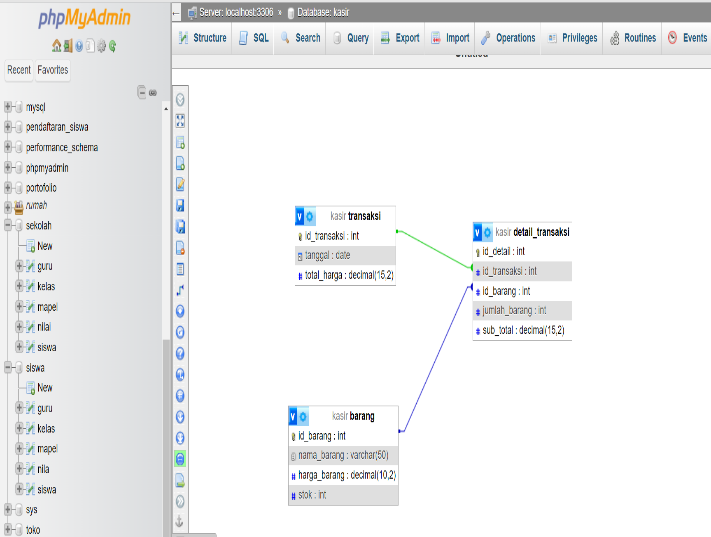 phpMyAdmin
Recent Favorites
mysql
pendaftaran_siswa
performance_schema
phpmyadmin
portofolio
rumah
sekolah
New
guru
kelas
mapel
nilai
siswa
siswa
New
guru
kelas
mapel
nila
siswa
sys
toko
Server: localhost:3306 » Database: kasir
Structure SQL Search Query Export Import Operations Privileges Routines Events
Untitled
kasir transaksi
id_transaksi : int
tanggal : date
total_harga : decimal(15,2)
kasir detail_transaksi
id_detail : int
id_transaksi : int
id_barang : int
jumlah_barang : int
sub_total : decimal(15,2)
kasir barang
id_barang : int
nama_barang : varchar(50)
harga_barang : decimal(10,2)
stok : int